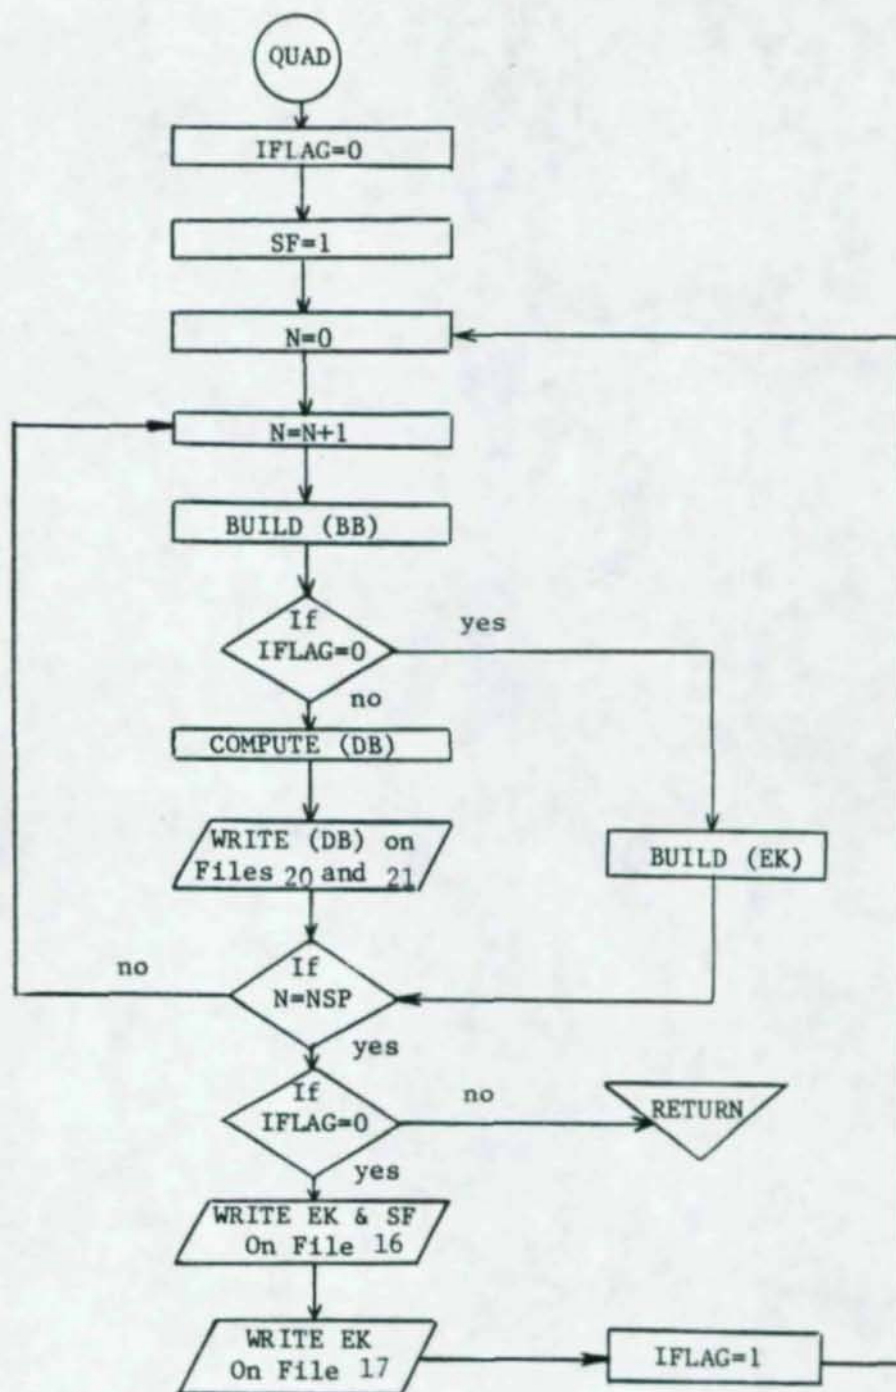 QUAD
IFLAG=0
SF=1
N=0
N=N+1
BUILD (BB)
If
IFLAG=0
yes
no
COMPUTE (DB)
WRITE (DB) on
Files 20 and 21
BUILD (EK)
If
N=NSP
no
yes
If
IFLAG=0
no
RETURN
yes
WRITE EK & SF
On File 16
WRITE EK
On File 17
IFLAG=1